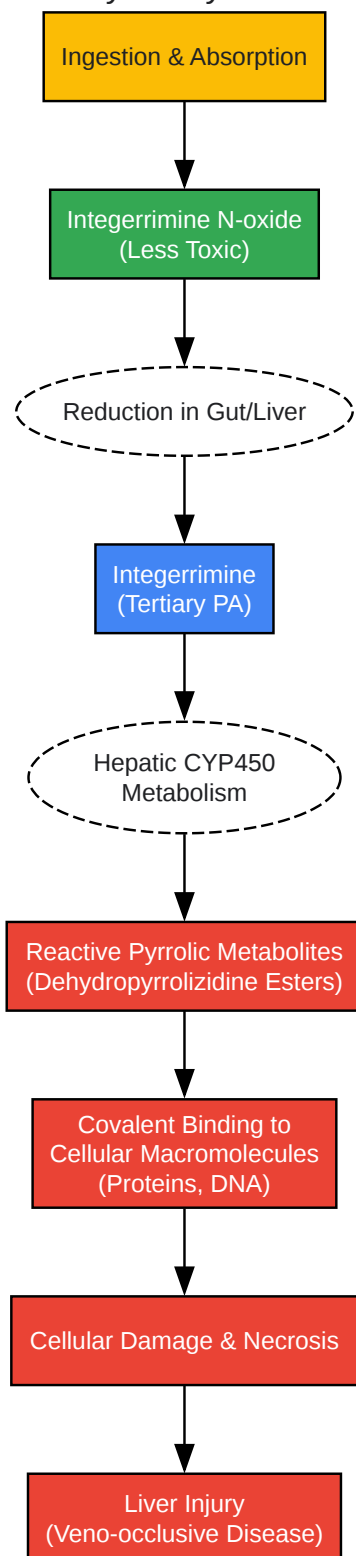 Ingestion & Absorption
Integerrimine N-oxide
(Less Toxic)
Reduction in Gut/Liver
Integerrimine
(Tertiary PA)
Hepatic CYP450
Metabolism
Reactive Pyrrolic Metabolites
(Dehydropyrrolizidine Esters)
Covalent Binding to
Cellular Macromolecules
(Proteins, DNA)
Cellular Damage & Necrosis
Liver Injury
(Veno-occlusive Disease)